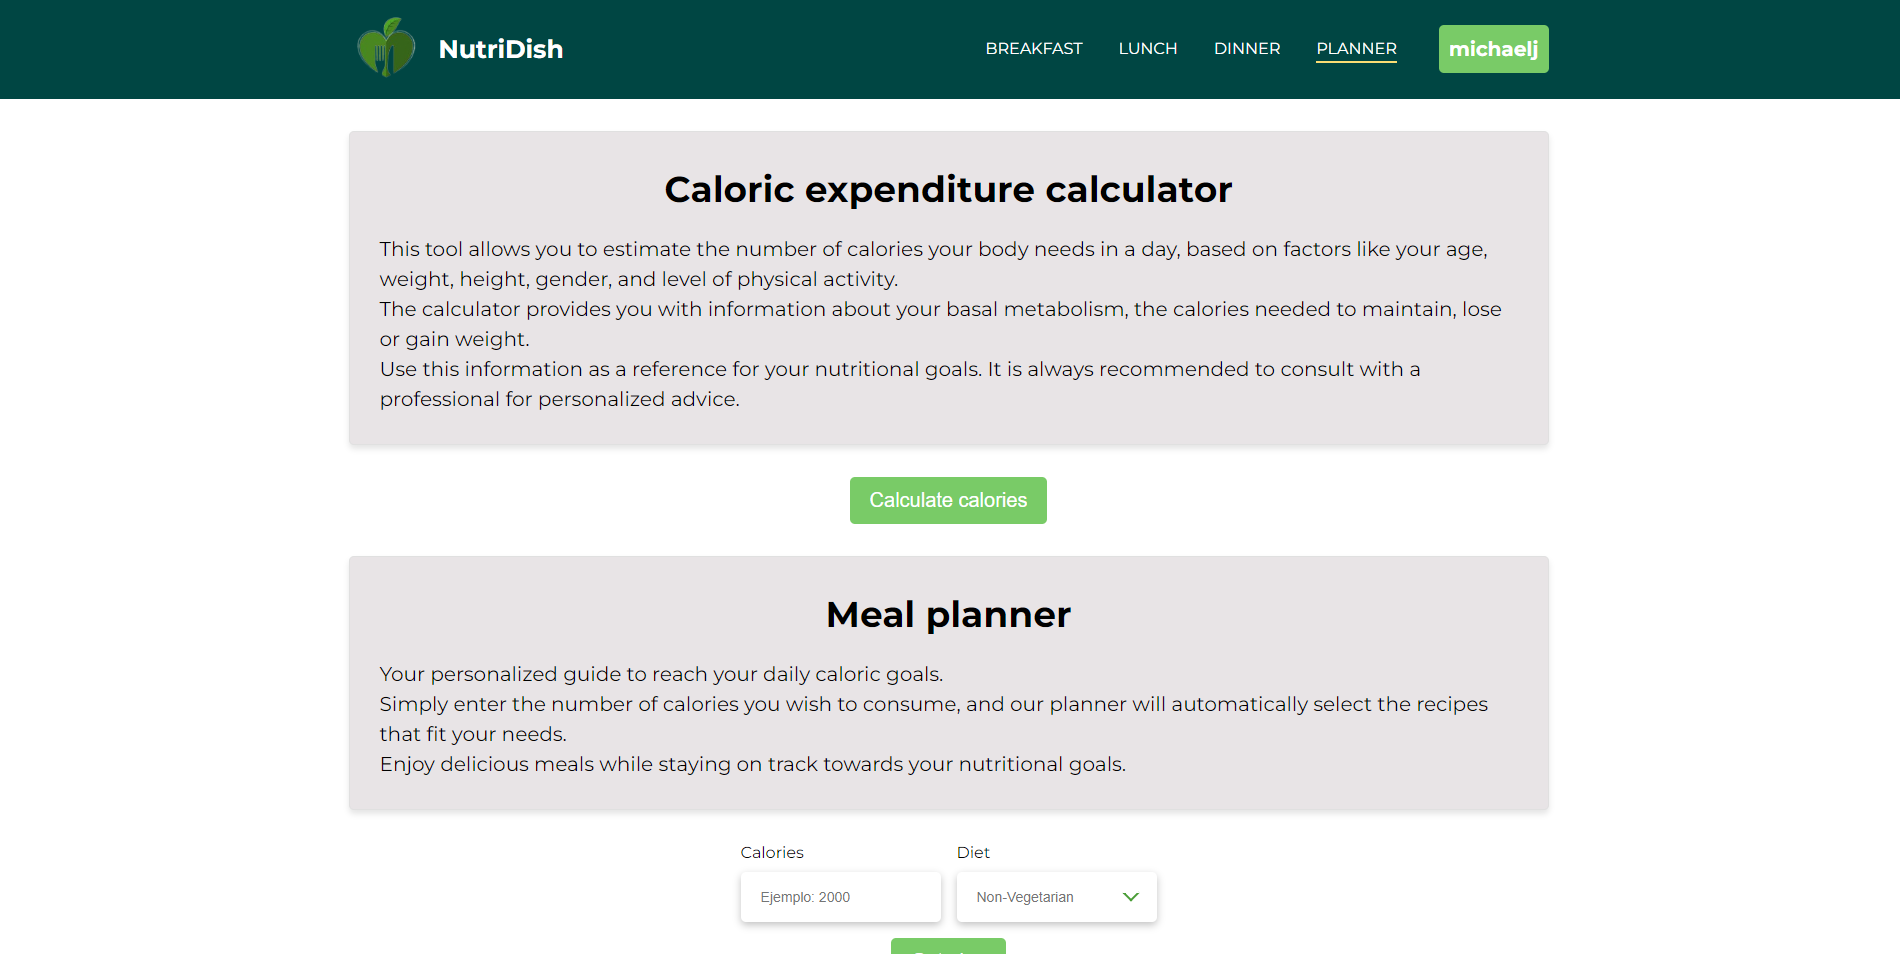 NutriDish
BREAKFAST
LUNCH
DINNER
PLANNER
michaelj
Caloric expenditure calculator
This tool allows you to estimate the number of calories your body needs in a day, based on factors like your age,
weight, height, gender, and level of physical activity.
The calculator provides you with information about your basal metabolism, the calories needed to maintain, lose
or gain weight.
Use this information as a reference for your nutritional goals. It is always recommended to consult with a
professional for personalized advice.
Calculate calories
Meal planner
Your personalized guide to reach your daily caloric goals.
Simply enter the number of calories you wish to consume, and our planner will automatically select the recipes
that fit your needs.
Enjoy delicious meals while staying on track towards your nutritional goals.
Calories
Diet
Ejemplo: 2000
Non-Vegetarian